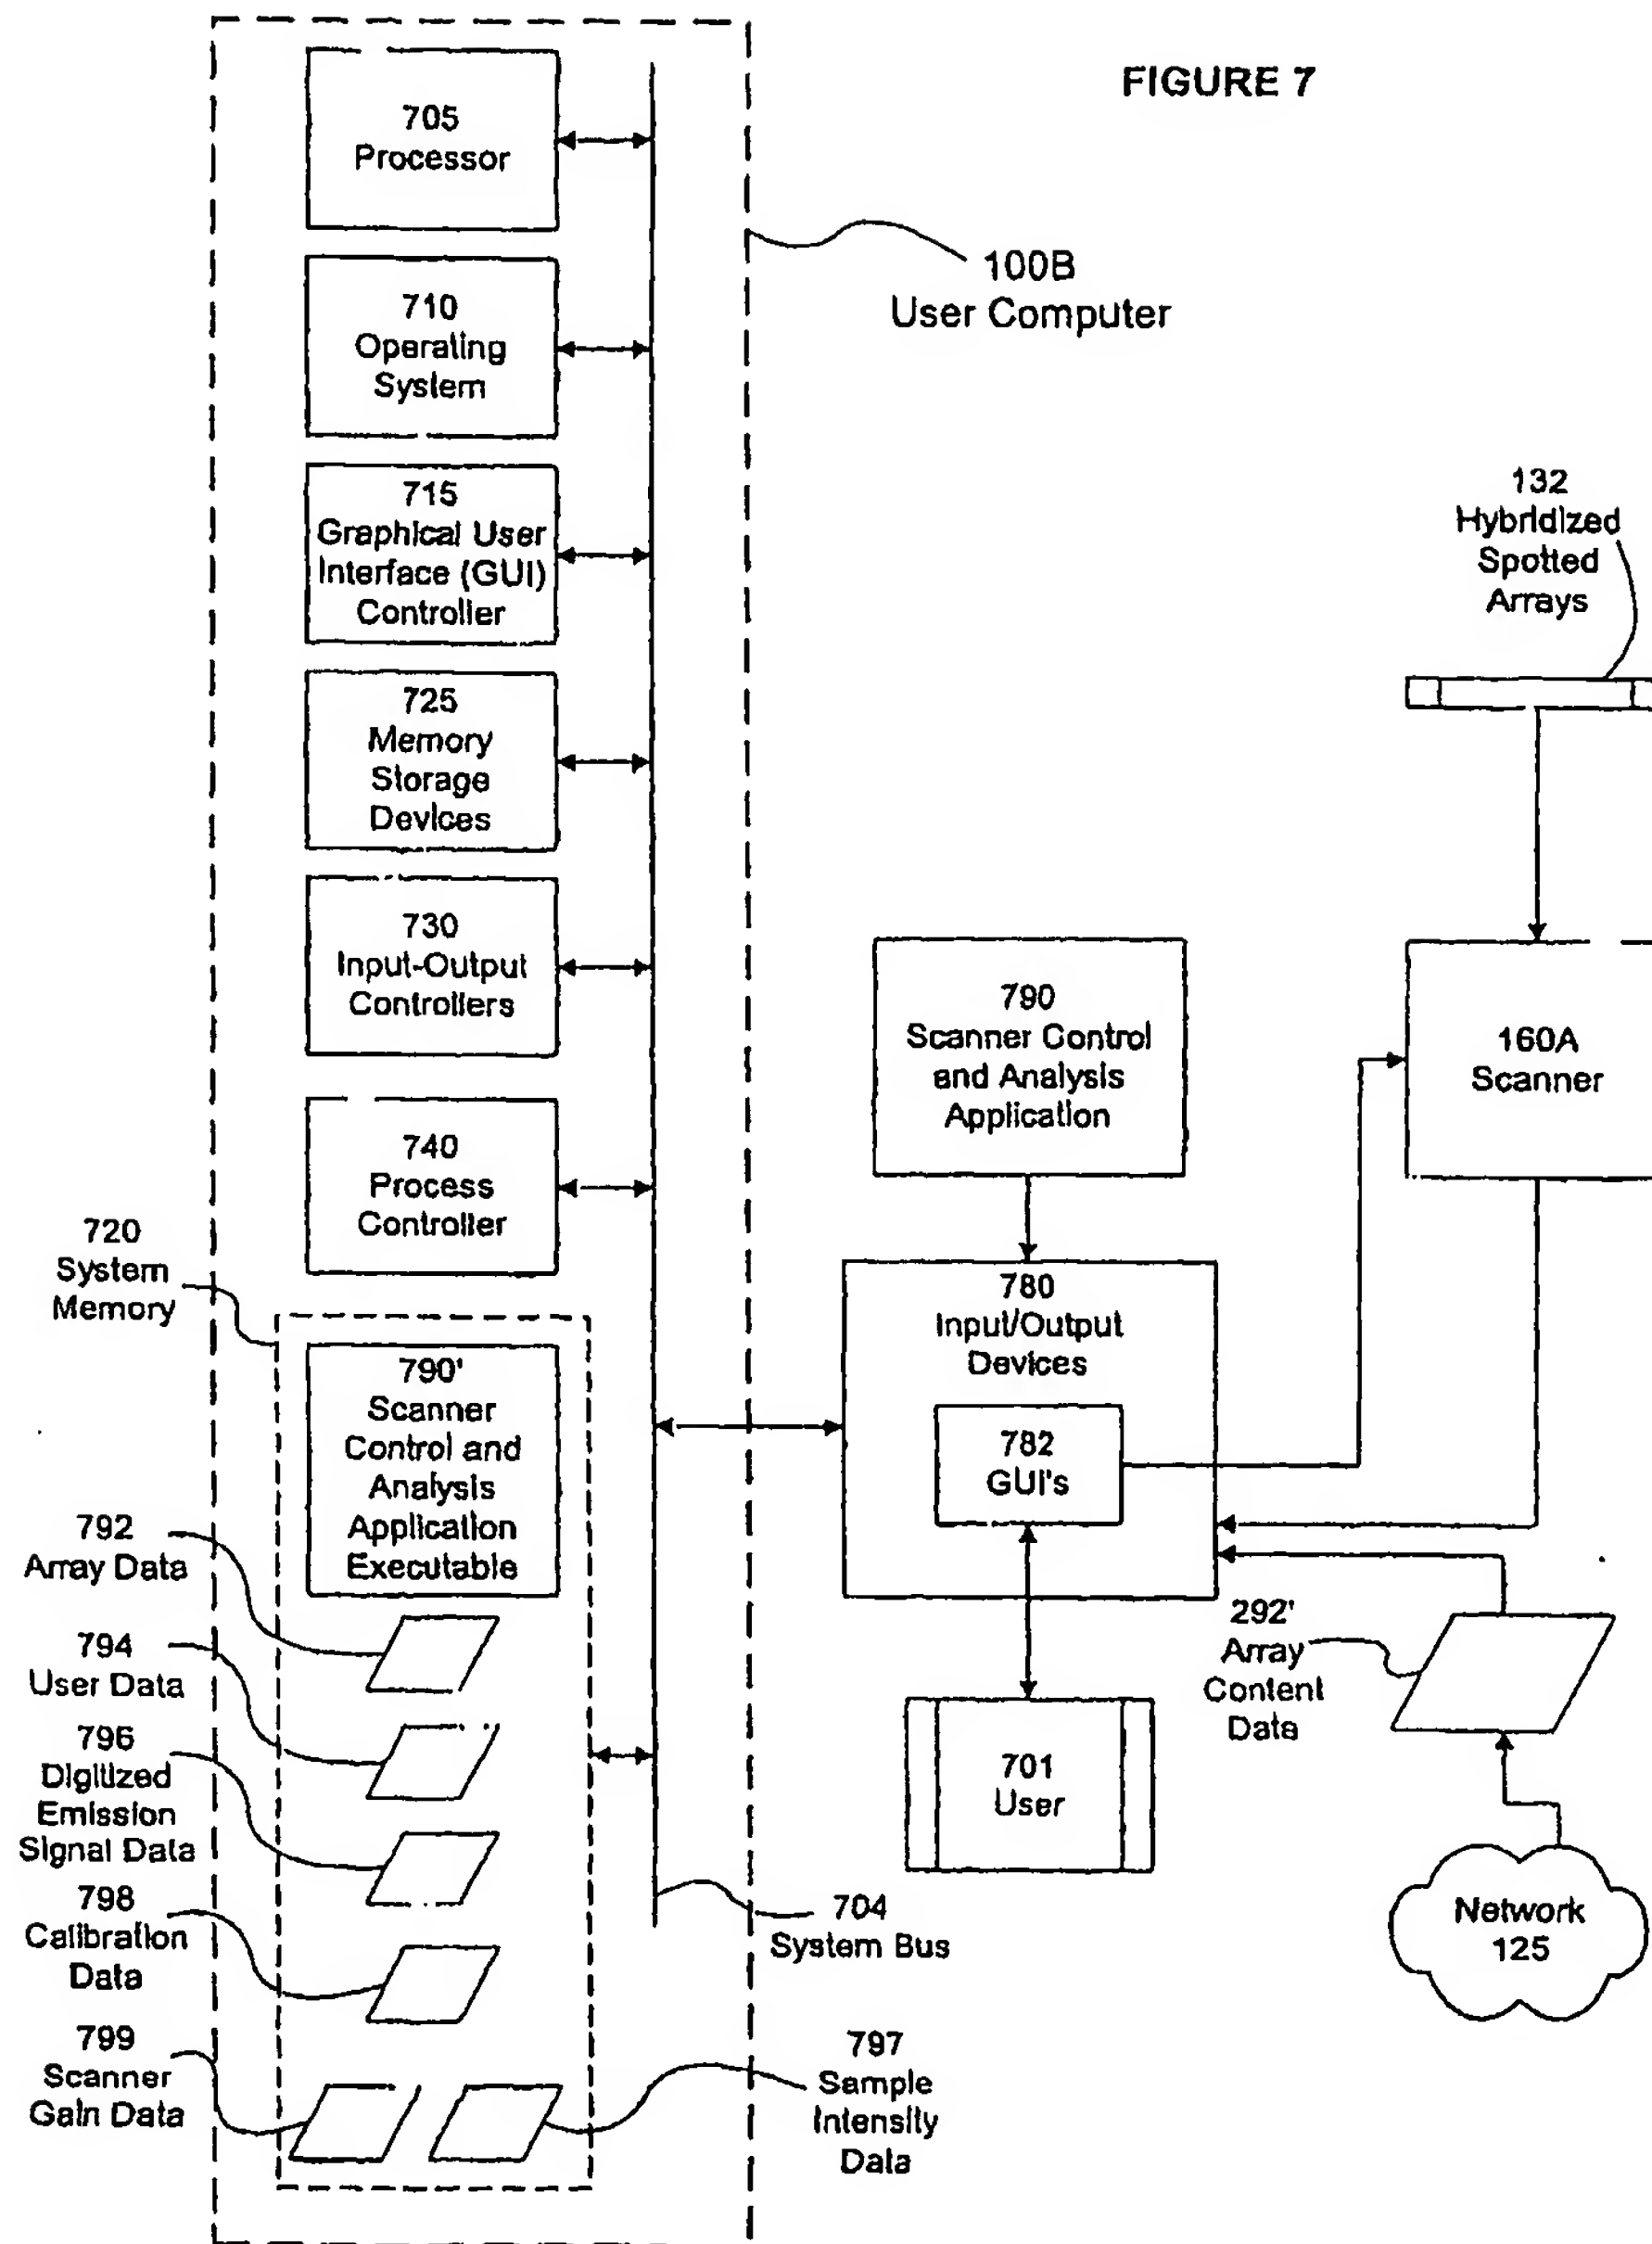 FIGURE 7
705
Processor
710
Operating
System
715
Graphical User
Interface (GUI)
Controller
725
Memory
Storage
Devices
730
Input-Output
Controllers
740
Process
Controller
100B
User Computer
132
Hybridized
Spotted
Arrays
160A
Scanner
790
Scanner Control
and Analysis
Application
780
Input/Output
Devices
782
GUI's
701
User
292'
Array
Content
Data
Network
125
720
System
Memory
790'
Scanner
Control and
Analysis
Application
Executable
792
Array Data
794
User Data
796
Digitized
Emission
Signal Data
798
Calibration
Data
799
Scanner
Gain Data
797
Sample
Intensity
Data
704
System Bus